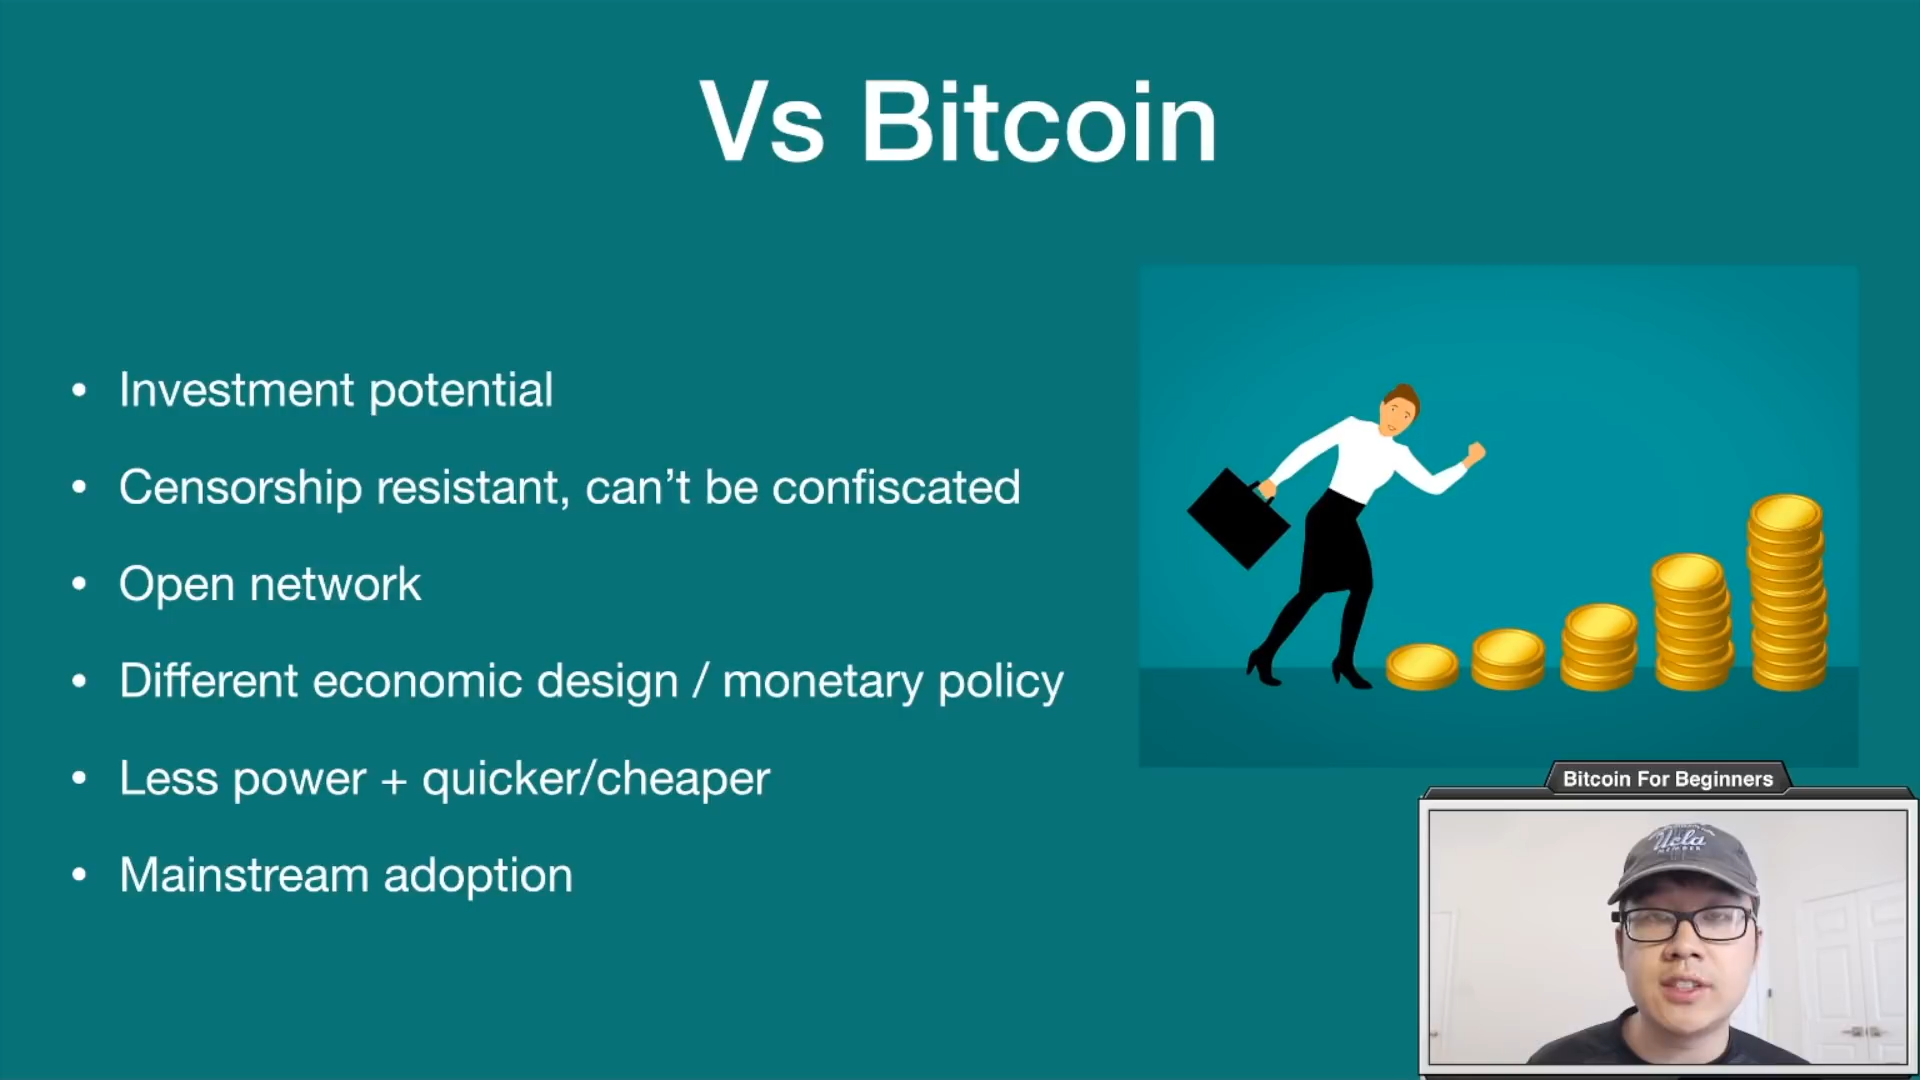 Vs Bitcoin
• Investment potential
• Censorship resistant, can’t be confiscated
• Open network
• Different economic design / monetary policy
• Less power + quicker/cheaper
• Mainstream adoption
Bitcoin For Beginners
Ucla